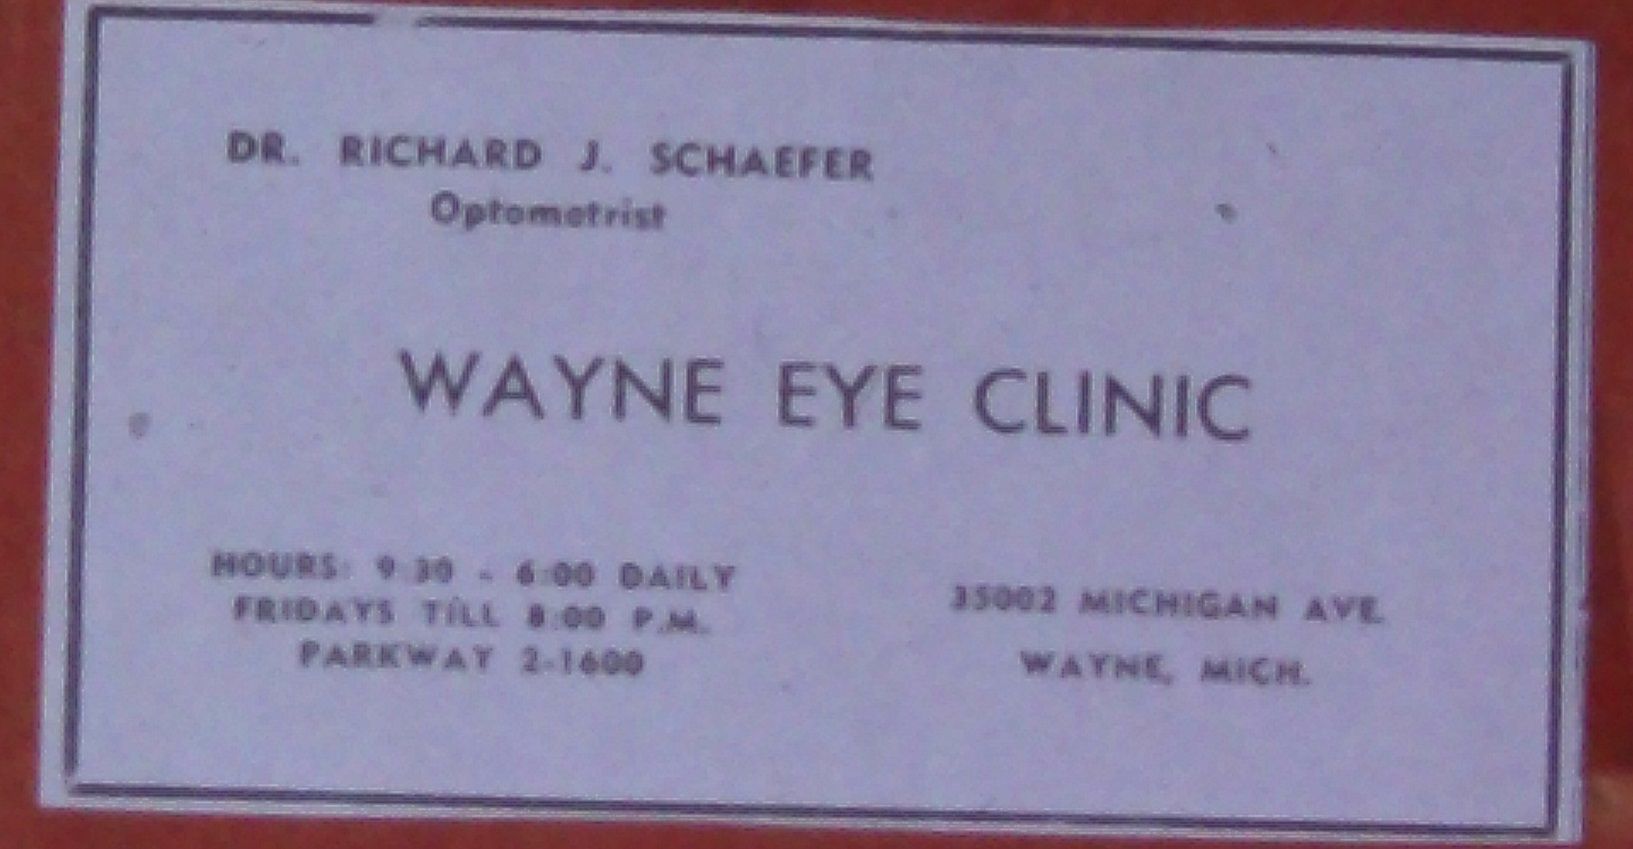 DR. RICHARD J. SCHAEFER
Optometrist
WAYNE EYE CLINIC
HOURS: 9:30 - 6:00 DAILY
FRIDAYS TILL 8:00 P.M.
PARKWAY 2-1600
35002 MICHIGAN AVE.
WAYNE, MICH.